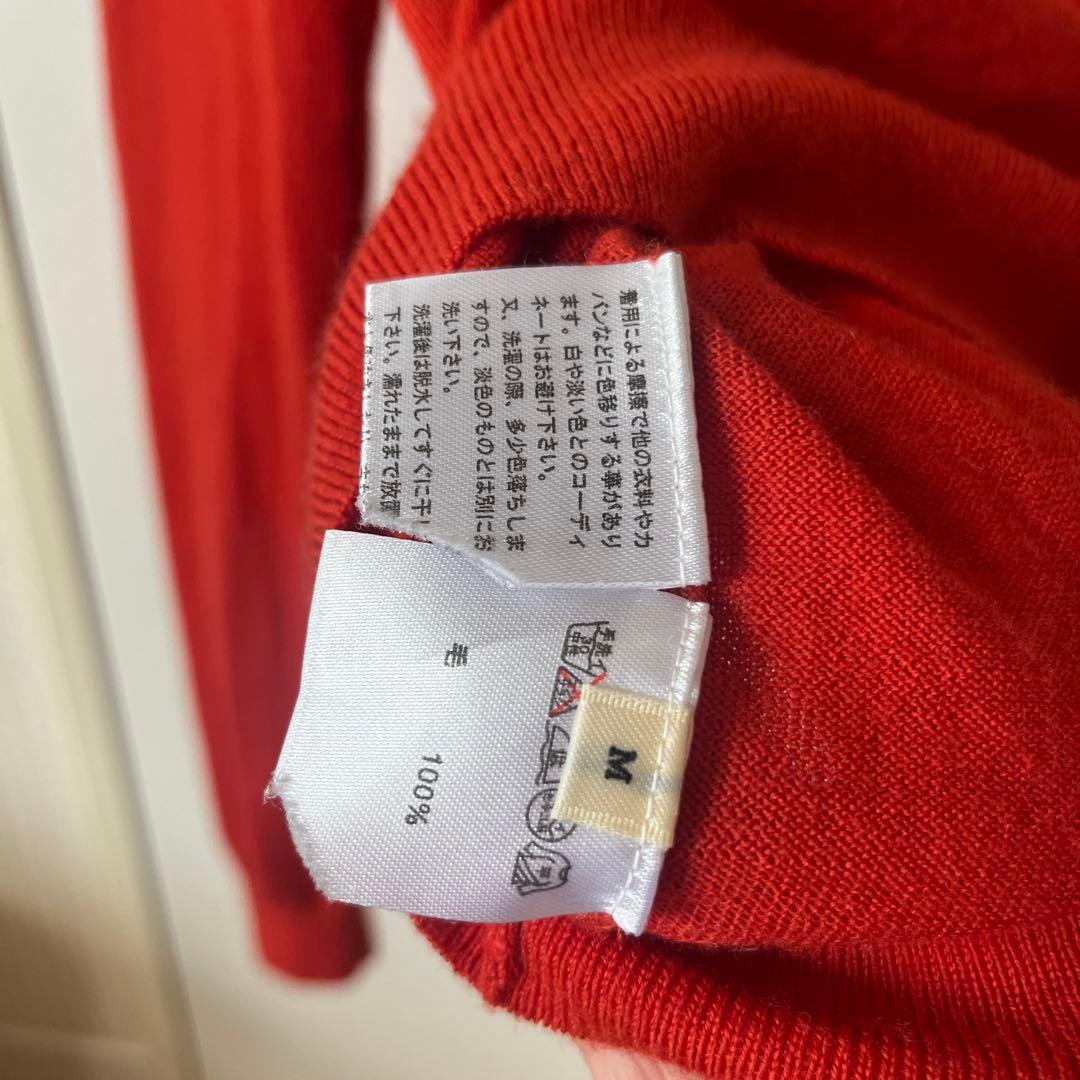 着用による摩擦で他の衣料やカ
バンなどに色移りする事があり
ます。白や淡い色とのコーディ
ネートはお避け下さい。
又、洗濯の際、多少色落ちしま
すので、淡色のものとは別にお
洗い下さい。
洗濯後は脱水してすぐに干し
下さい。濡れたままで放置
手洗
30
中性
毛
100%
M